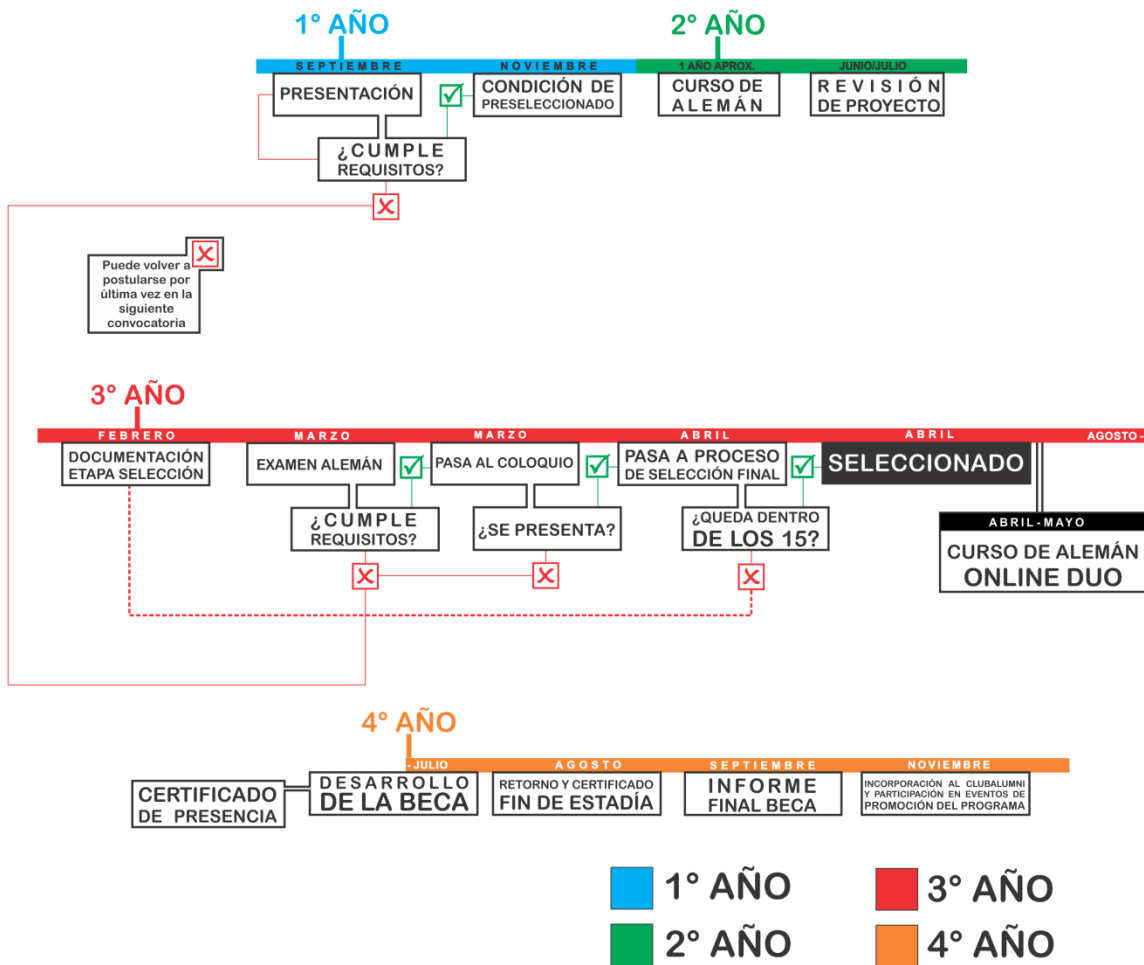 1° AÑO
2° AÑO
SEPTIEMBRE
NOVIEMBRE
1 AÑO APROX.
JUNIO/JULIO
PRESENTACIÓN
CONDICIÓN DE
PRESELECCIONADO
CURSO DE
ALEMÁN
REVISIÓN
DE PROYECTO
¿CUMPLE
REQUISITOS?
Puede volver a
postularse por
última vez en la
siguiente
convocatoria
3° AÑO
FEBRERO
MARZO
MARZO
ABRIL
ABRIL
AGOSTO -
DOCUMENTACIÓN
ETAPA SELECCIÓN
EXAMEN ALEMÁN
PASA AL COLOQUIO
PASA A PROCESO
DE SELECCIÓN FINAL
SELECCIONADO
¿CUMPLE
REQUISITOS?
¿SE PRESENTA?
¿QUEDA DENTRO
DE LOS 15?
ABRIL-MAYO
CURSO DE ALEMÁN
ONLINE DUO
4° AÑO
- JULIO
AGOSTO
SEPTIEMBRE
NOVIEMBRE
CERTIFICADO
DE PRESENCIA
DESARROLLO
DE LA BECA
RETORNO Y CERTIFICADO
FIN DE ESTADÍA
INFORME
FINAL BECA
INCORPORACIÓN AL CLUBALUMNI
Y PARTICIPACIÓN EN EVENTOS DE
PROMOCIÓN DEL PROGRAMA
1° AÑO
3° AÑO
2° AÑO
4° AÑO